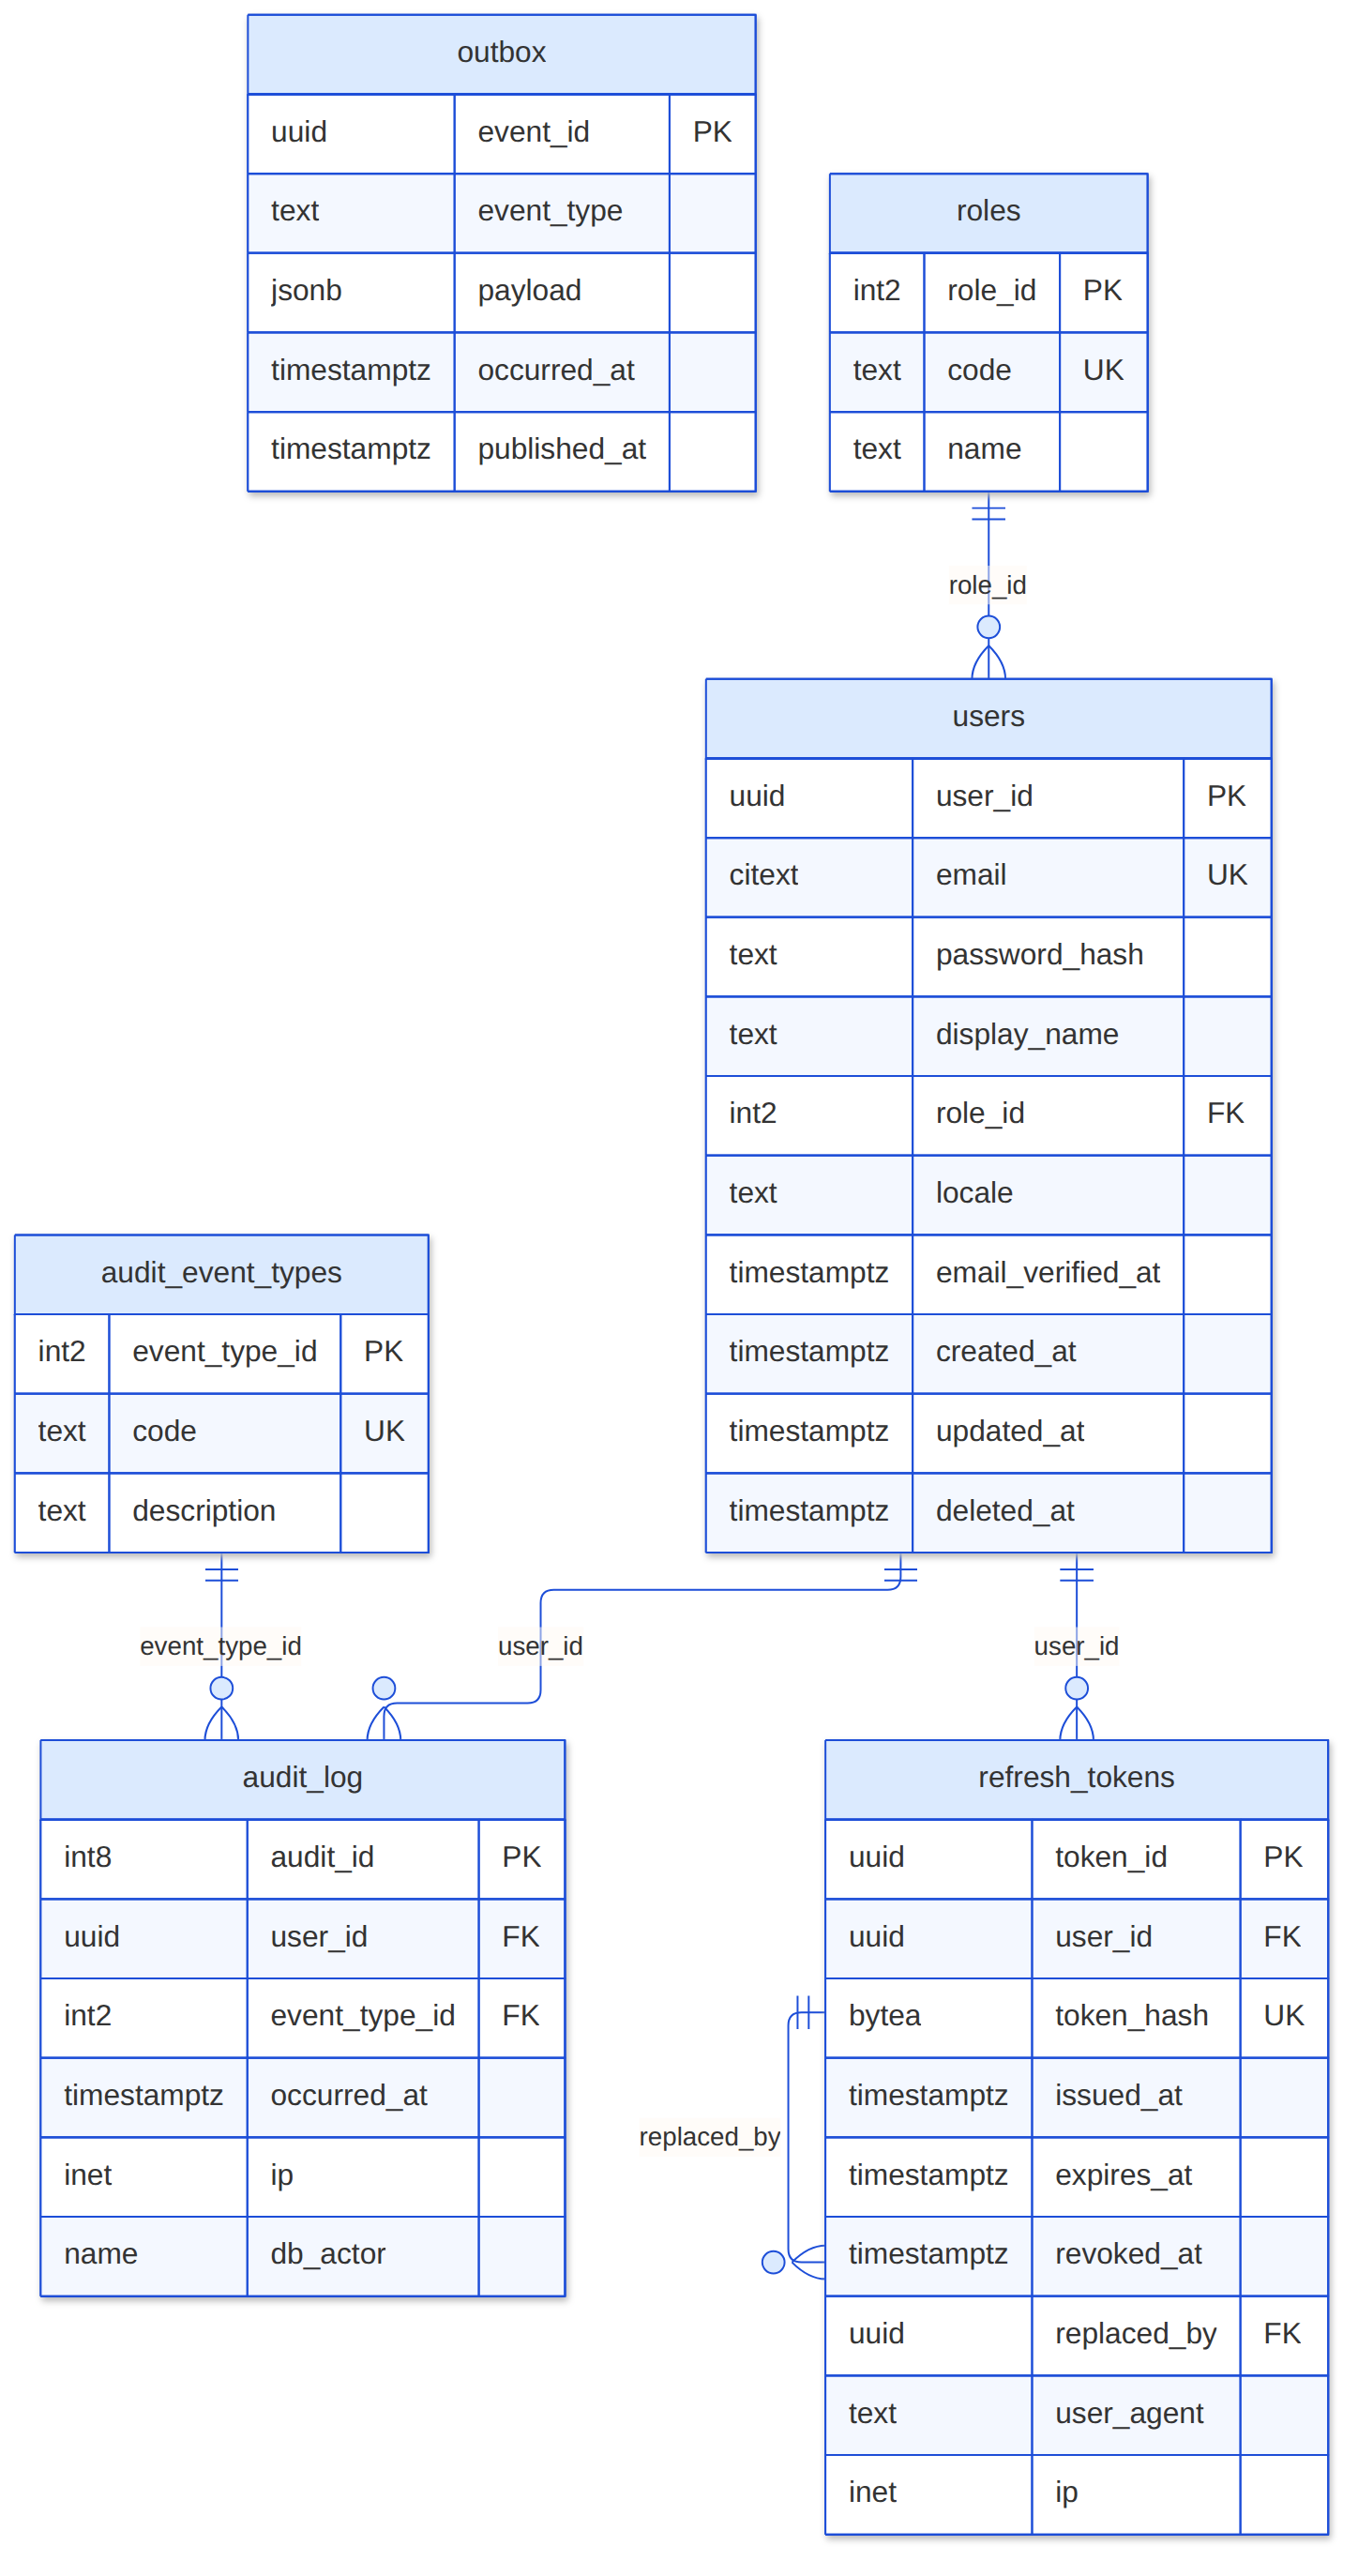 outbox
uuid event_id PK
text event_type
jsonb payload
timestamptz occurred_at
timestamptz published_at
roles
int2 role_id PK
text code UK
text name
role_id
users
uuid user_id PK
citext email UK
text password_hash
text display_name
int2 role_id FK
text locale
timestamptz email_verified_at
timestamptz created_at
timestamptz updated_at
timestamptz deleted_at
audit_event_types
int2 event_type_id PK
text code UK
text description
event_type_id
user_id
user_id
audit_log
int8 audit_id PK
uuid user_id FK
int2 event_type_id FK
timestamptz occurred_at
inet ip
name db_actor
replaced_by
refresh_tokens
uuid token_id PK
uuid user_id FK
bytea token_hash UK
timestamptz issued_at
timestamptz expires_at
timestamptz revoked_at
uuid replaced_by FK
text user_agent
inet ip